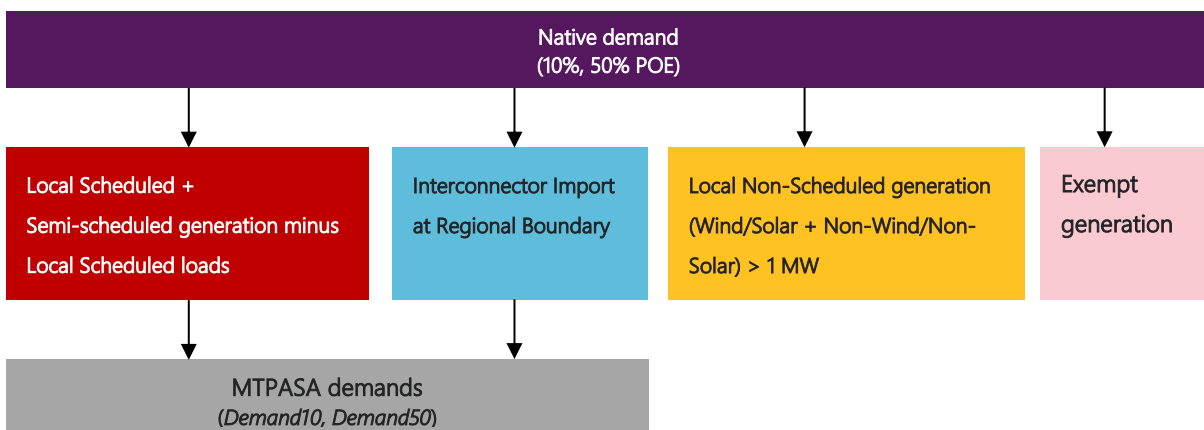 Native demand
(10%, 50% POE)
Local Scheduled +
Semi-scheduled generation minus
Local Scheduled loads
Interconnector Import
at Regional Boundary
Local Non-Scheduled generation
(Wind/Solar + Non-Wind/Non-
Solar) > 1 MW
Exempt
generation
MTPASA demands
(Demand10, Demand50)